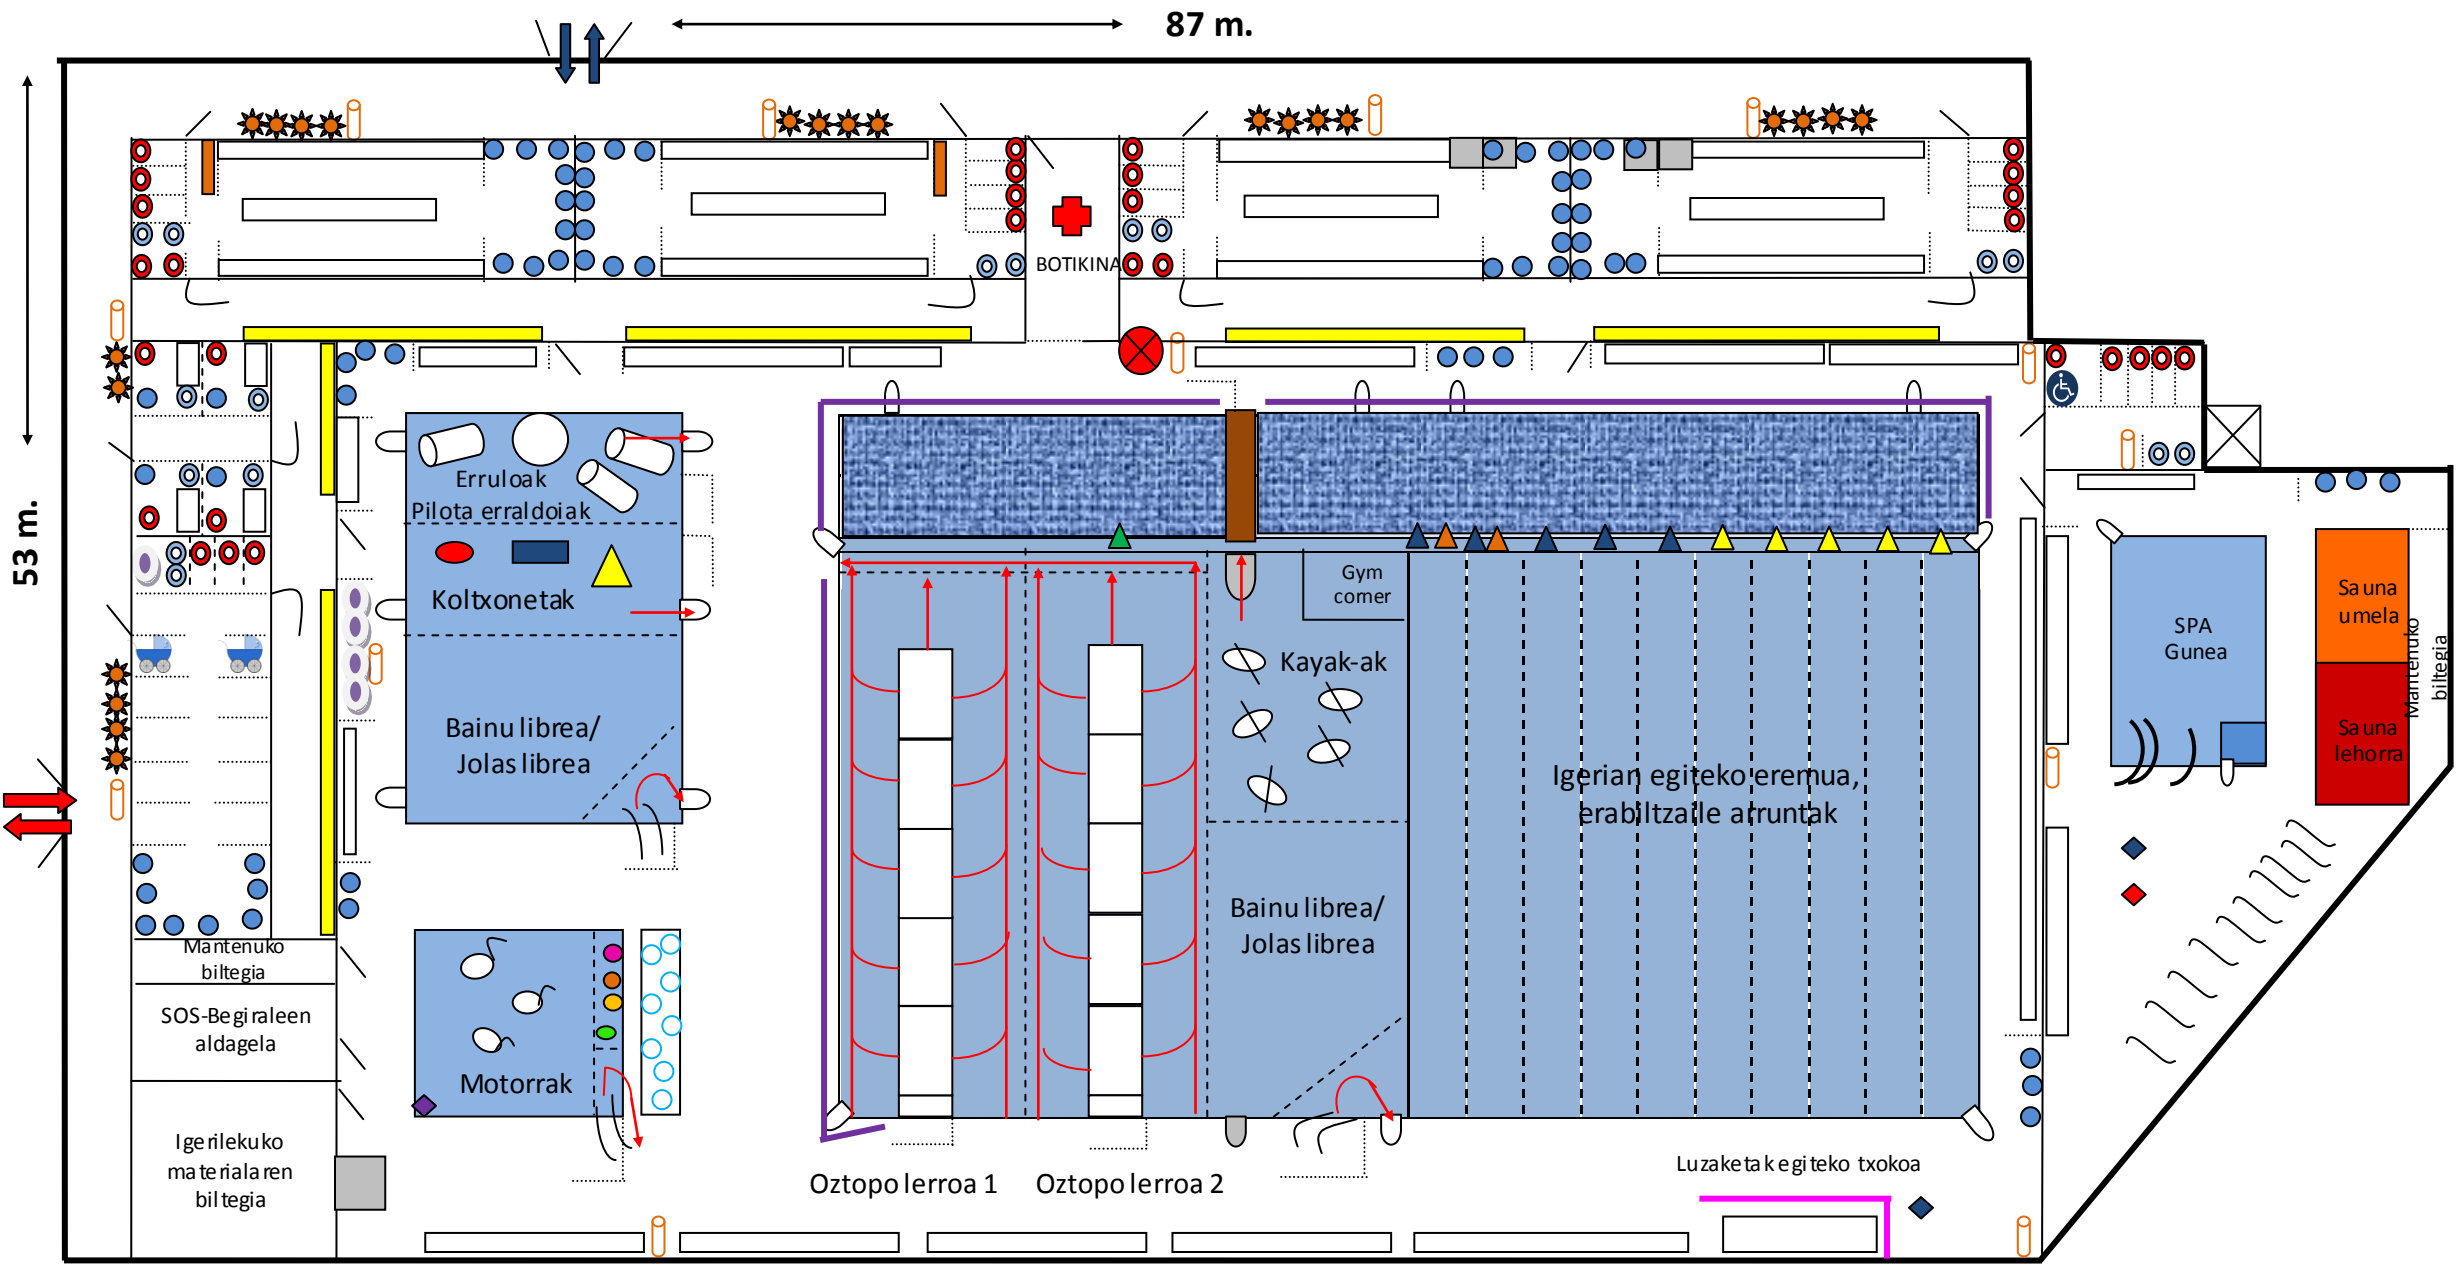 87 m.
53 m.
BOTIKINA
Erruloak
Pilota erraldoiak
Koltxonetak
Bainu librea/
Jolas librea
Gym
corner
Kayak-ak
Igerian egiteko eremua,
erabiltzaile arruntak
Bainu librea/
Jolas librea
SPA
Gunea
Sauna
umela
Sauna
lehorra
Mantenuko
biltegia
Mantenuko
biltegia
SOS-Begiraleen
aldagela
Igerilekuko
materialaren
biltegia
Motorrak
Oztopo lerroa 1
Oztopo lerroa 2
Luzaketak egiteko txokoa